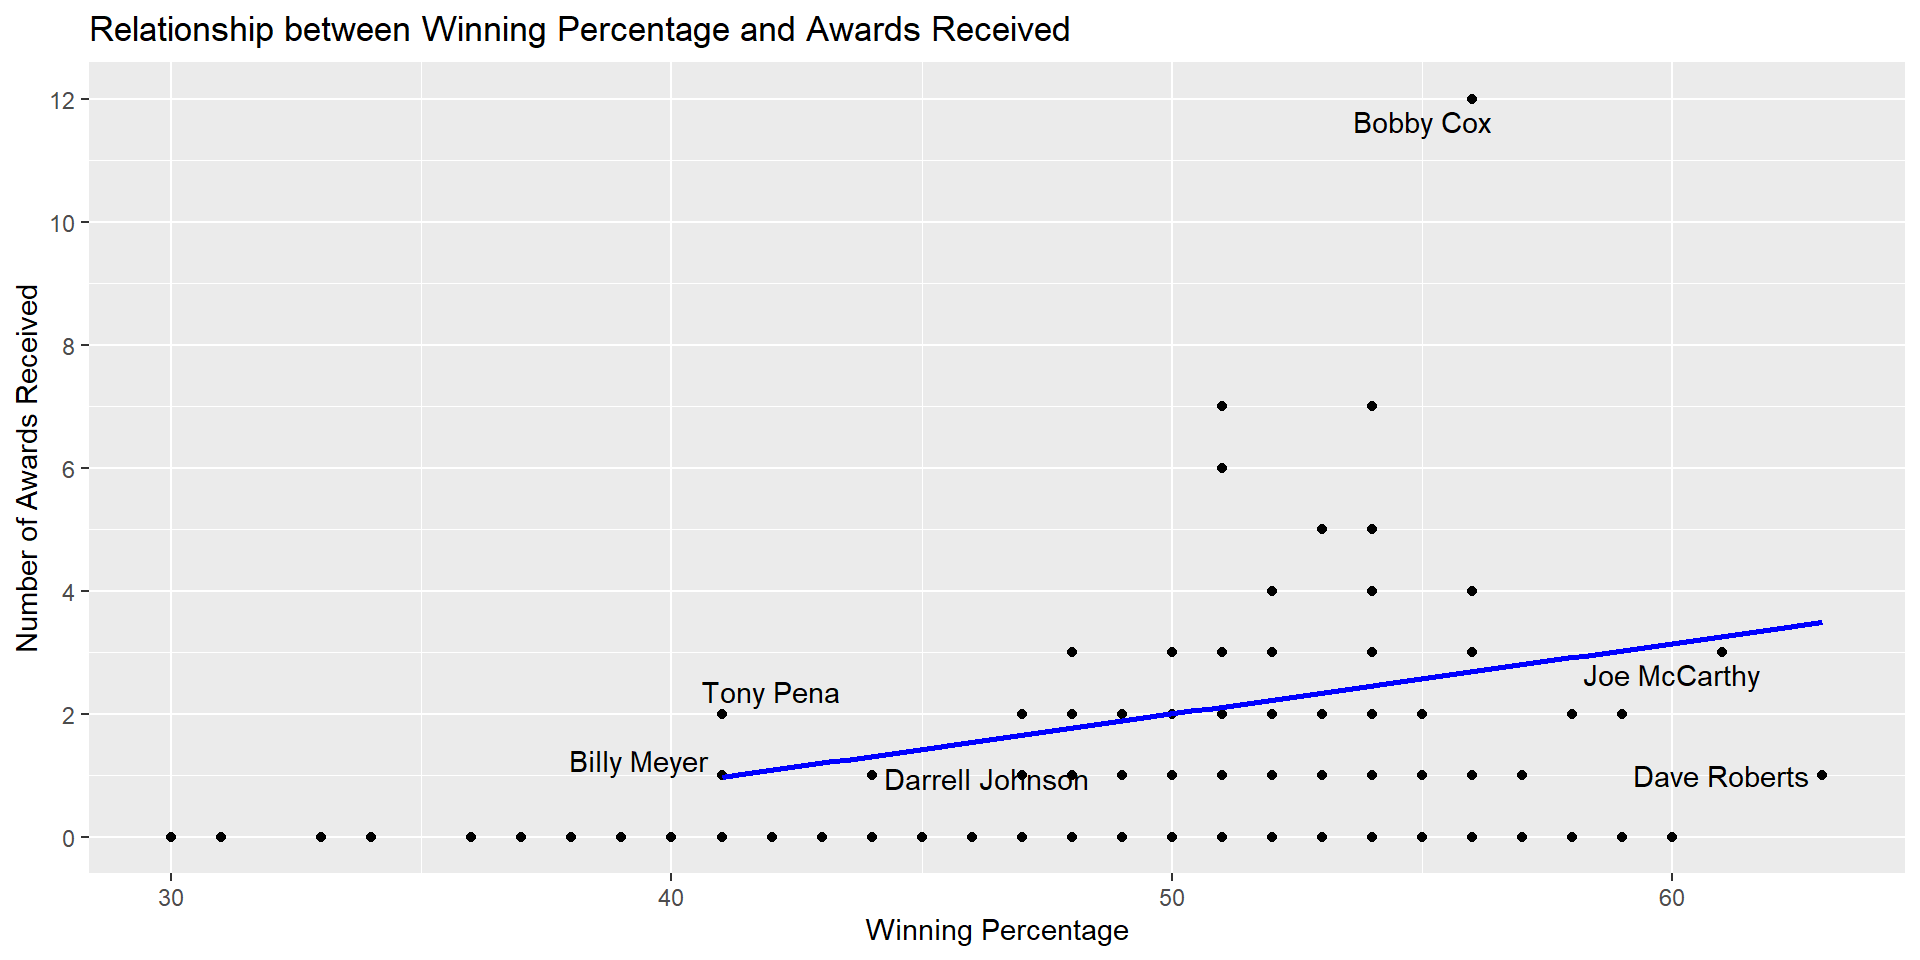 Relationship between Winning Percentage and Awards Received
12
Bobby Cox
10
8
6
4
Tony Pena
Joe McCarthy
2
Billy Meyer
Darrell Johnson
Dave Roberts
0
30
40
50
60
Winning Percentage
Number of Awards Received